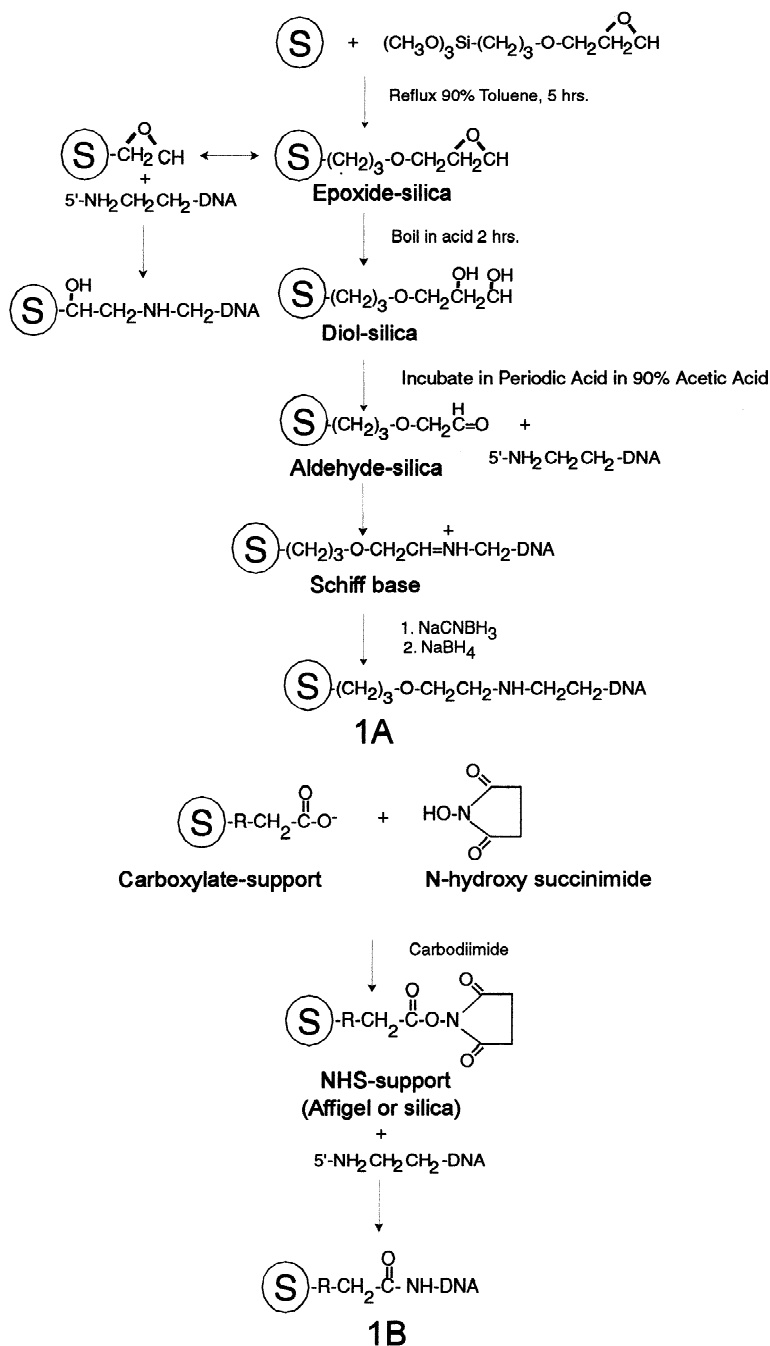 S + (CH3O)3Si-(CH2)3-O-CH2CH2CH
O
Reflux 90% Toluene, 5 hrs.
S-CH2 CH
O
+
5'-NH2CH2CH2-DNA
S-(CH2)3-O-CH2CH2CH
O
Epoxide-silica
Boil in acid 2 hrs.
OH
S-CH-CH2-NH-CH2-DNA
OH OH
S-(CH2)3-O-CH2CH2CH
Diol-silica
Incubate in Periodic Acid in 90% Acetic Acid
H
S-(CH2)3-O-CH2C=O +
5'-NH2CH2CH2-DNA
Aldehyde-silica
+
S-(CH2)3-O-CH2CH=NH-CH2-DNA
Schiff base
1. NaCNBH3
2. NaBH4
S-(CH2)3-O-CH2CH2-NH-CH2CH2-DNA
1A
O
S-R-CH2-C-O- + HO-N
O
O
Carboxylate-support N-hydroxy succinimide
Carbodiimide
O
S-R-CH2-C-O-N
O
O
NHS-support
(Affigel or silica)
+
5'-NH2CH2CH2-DNA
O
S-R-CH2-C- NH-DNA
1B